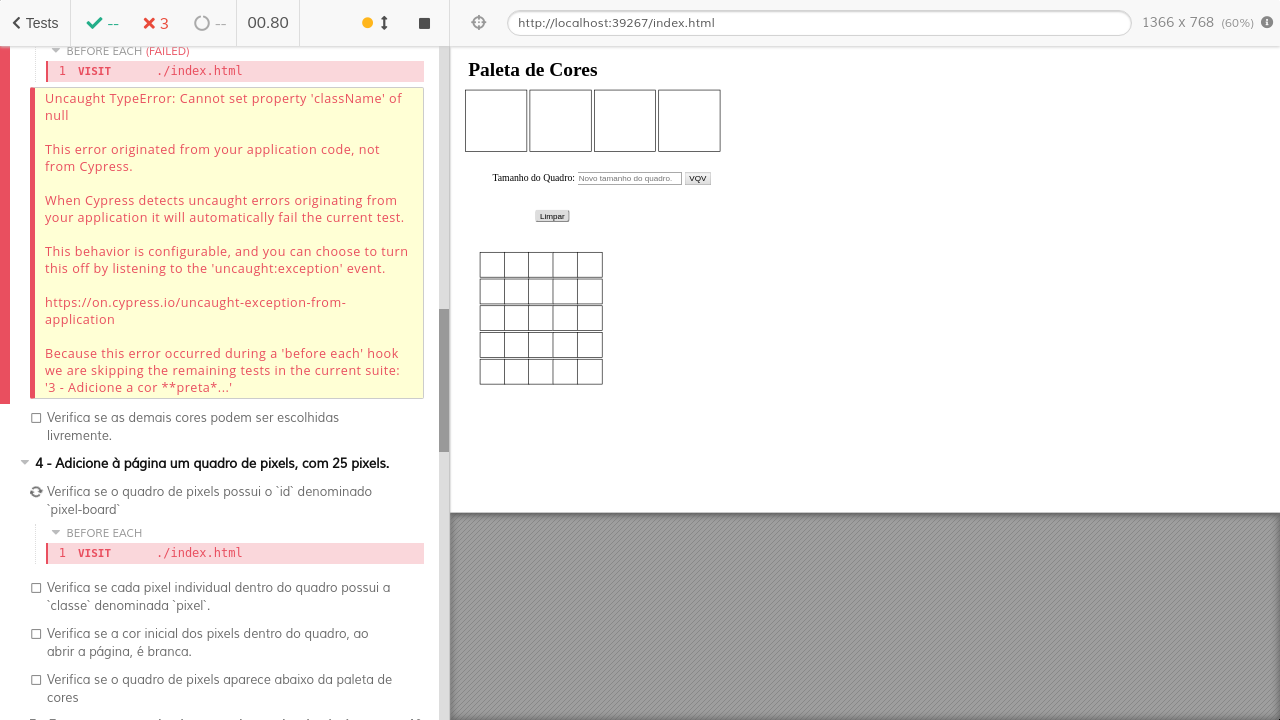 Tests
--
3
--
00.80
http://localhost:39267/index.html
1366 x 768 (60%)
BEFORE EACH (FAILED)
1 VISIT ./index.html
Uncaught TypeError: Cannot set property 'className' of
null
This error originated from your application code, not
from Cypress.
When Cypress detects uncaught errors originating from
your application it will automatically fail the current test.
This behavior is configurable, and you can choose to turn
this off by listening to the 'uncaught:exception' event.
https://on.cypress.io/uncaught-exception-from-
application
Because this error occurred during a 'before each' hook
we are skipping the remaining tests in the current suite:
'3 - Adicione a cor **preta*...'
Verifica se as demais cores podem ser escolhidas
livremente.
4 - Adicione à página um quadro de pixels, com 25 pixels.
Verifica se o quadro de pixels possui o `id` denominado
`pixel-board`
BEFORE EACH
1 VISIT ./index.html
Verifica se cada pixel individual dentro do quadro possui a
`classe` denominada `pixel`.
Verifica se a cor inicial dos pixels dentro do quadro, ao
abrir a página, é branca.
Verifica se o quadro de pixels aparece abaixo da paleta de
cores
Paleta de Cores
Tamanho do Quadro: Novo tamanho do quadro. VQV
Limpar